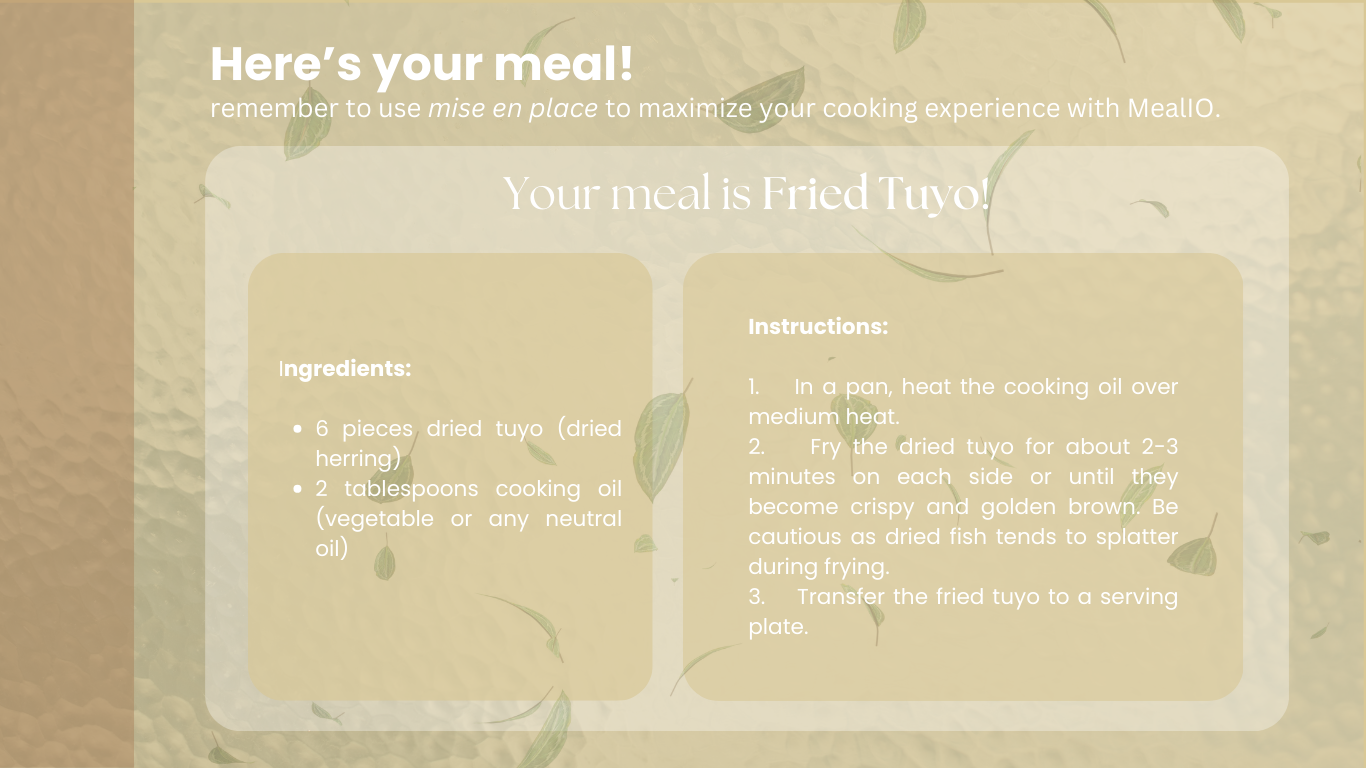 Here's your meal!
remember to use mise en place to maximize your cooking experience with MealIO.
Your meal is Fried Tuyo!
Ingredients:
• 6 pieces dried tuyo (dried
herring)
• 2 tablespoons cooking oil
(vegetable or any neutral
oil)
Instructions:
1. In a pan, heat the cooking oil over
medium heat.
2. Fry the dried tuyo for about 2-3
minutes on each side or until they
become crispy and golden brown. Be
cautious as dried fish tends to splatter
during frying.
3. Transfer the fried tuyo to a serving
plate.